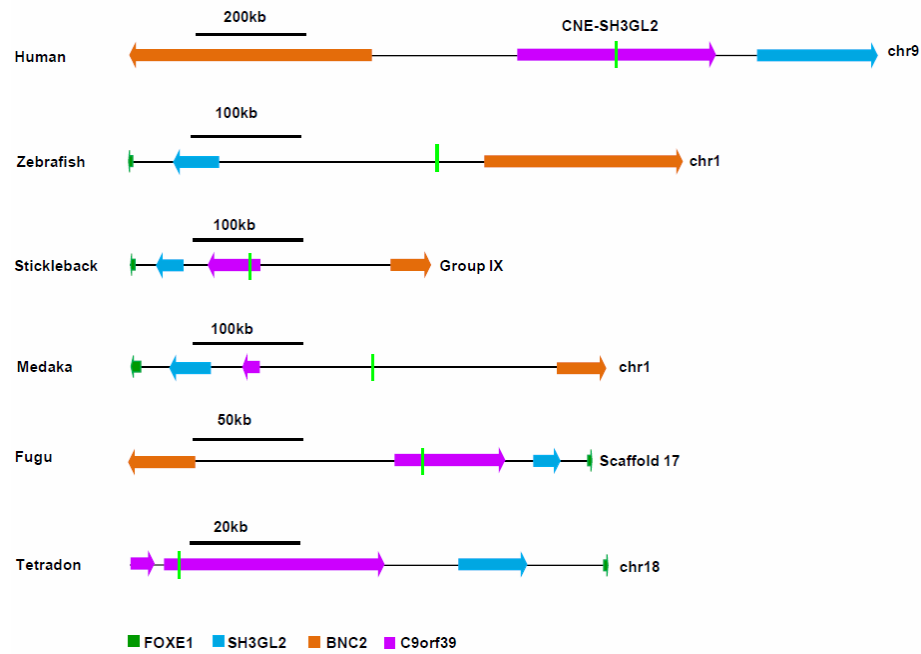 200kb
CNE-SH3GL2
Human
chr9
100kb
Zebrafish
chr1
100kb
Stickleback
Group IX
100kb
Medaka
chr1
50kb
Fugu
Scaffold 17
20kb
Tetradon
chr18
FOXE1 SH3GL2 BNC2 C9orf39